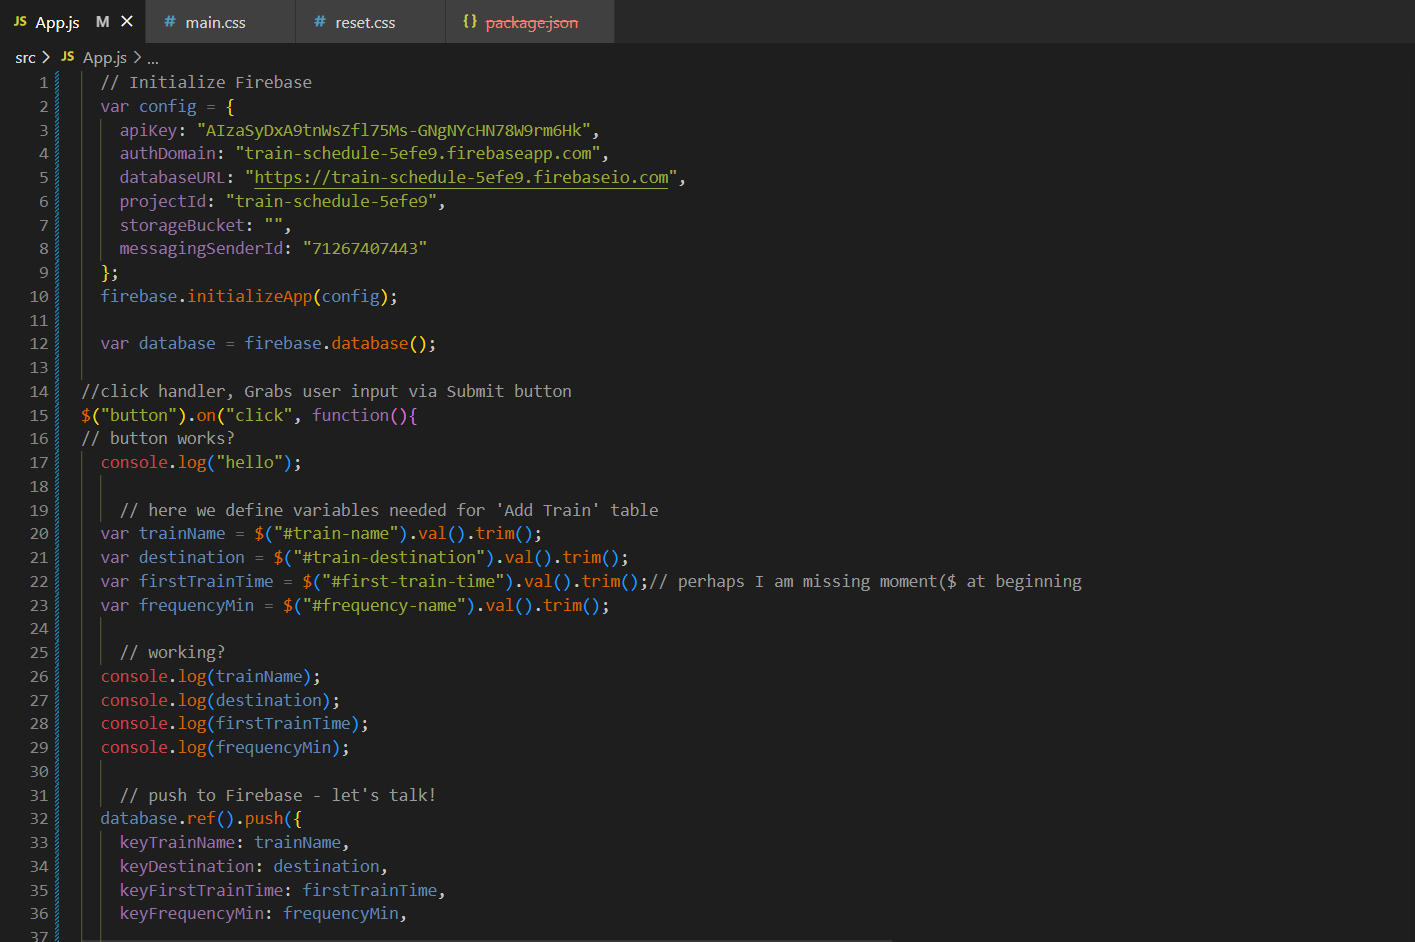 JS App.js M ×
# main.css
# reset.css
{} package.json
src > JS App.js > ...
1 // Initialize Firebase
2 var config = {
3 apiKey: "AIzaSyDxA9tnWsZfl75Ms-GNgNYcHN78W9rm6Hk",
4 authDomain: "train-schedule-5efe9.firebaseapp.com",
5 databaseURL: "https://train-schedule-5efe9.firebaseio.com",
6 projectId: "train-schedule-5efe9",
7 storageBucket: "",
8 messagingSenderId: "71267407443"
9 };
10 firebase.initializeApp(config);
11
12 var database = firebase.database();
13
14 //click handler, Grabs user input via Submit button
15 $("button").on("click", function(){
16 // button works?
17 console.log("hello");
18
19 // here we define variables needed for 'Add Train' table
20 var trainName = $("#train-name").val().trim();
21 var destination = $("#train-destination").val().trim();
22 var firstTrainTime = $("#first-train-time").val().trim();// perhaps I am missing moment($ at beginning
23 var frequencyMin = $("#frequency-name").val().trim();
24
25 // working?
26 console.log(trainName);
27 console.log(destination);
28 console.log(firstTrainTime);
29 console.log(frequencyMin);
30
31 // push to Firebase - let's talk!
32 database.ref().push({
33 keyTrainName: trainName,
34 keyDestination: destination,
35 keyFirstTrainTime: firstTrainTime,
36 keyFrequencyMin: frequencyMin,
37